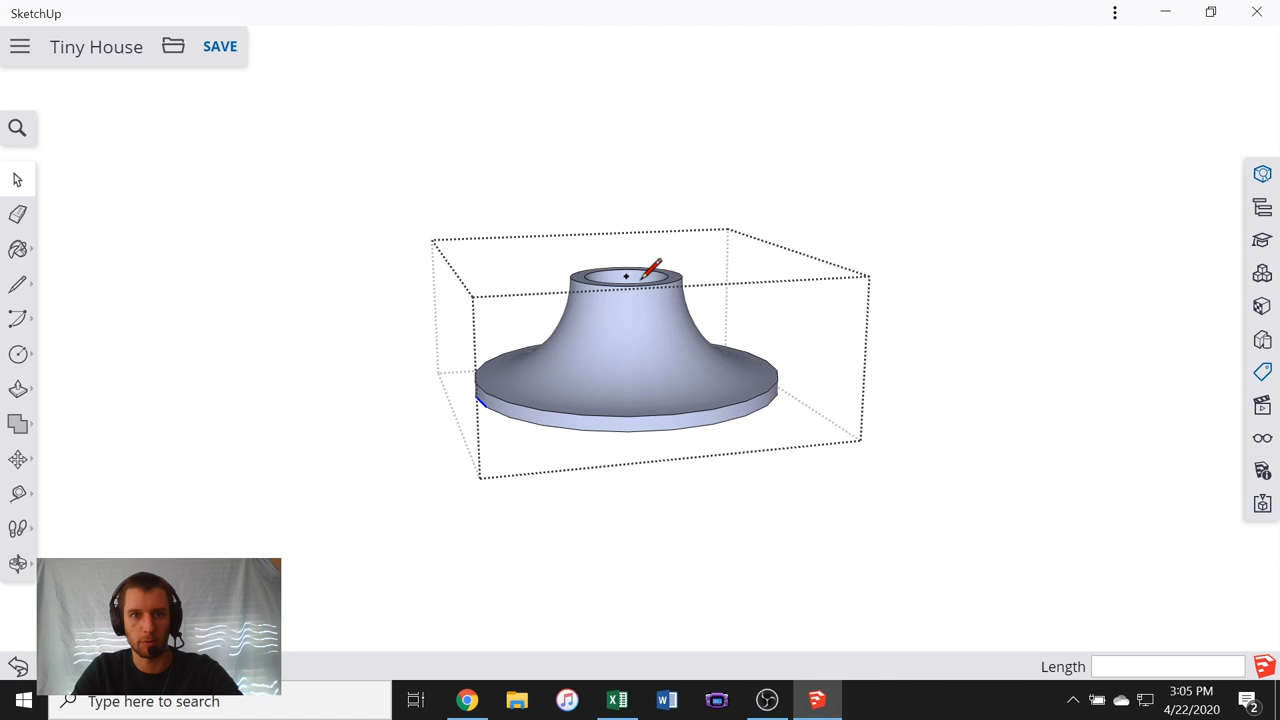 SketchUp
Tiny House
SAVE
Length
Type here to search
3:05 PM
4/22/2020
2